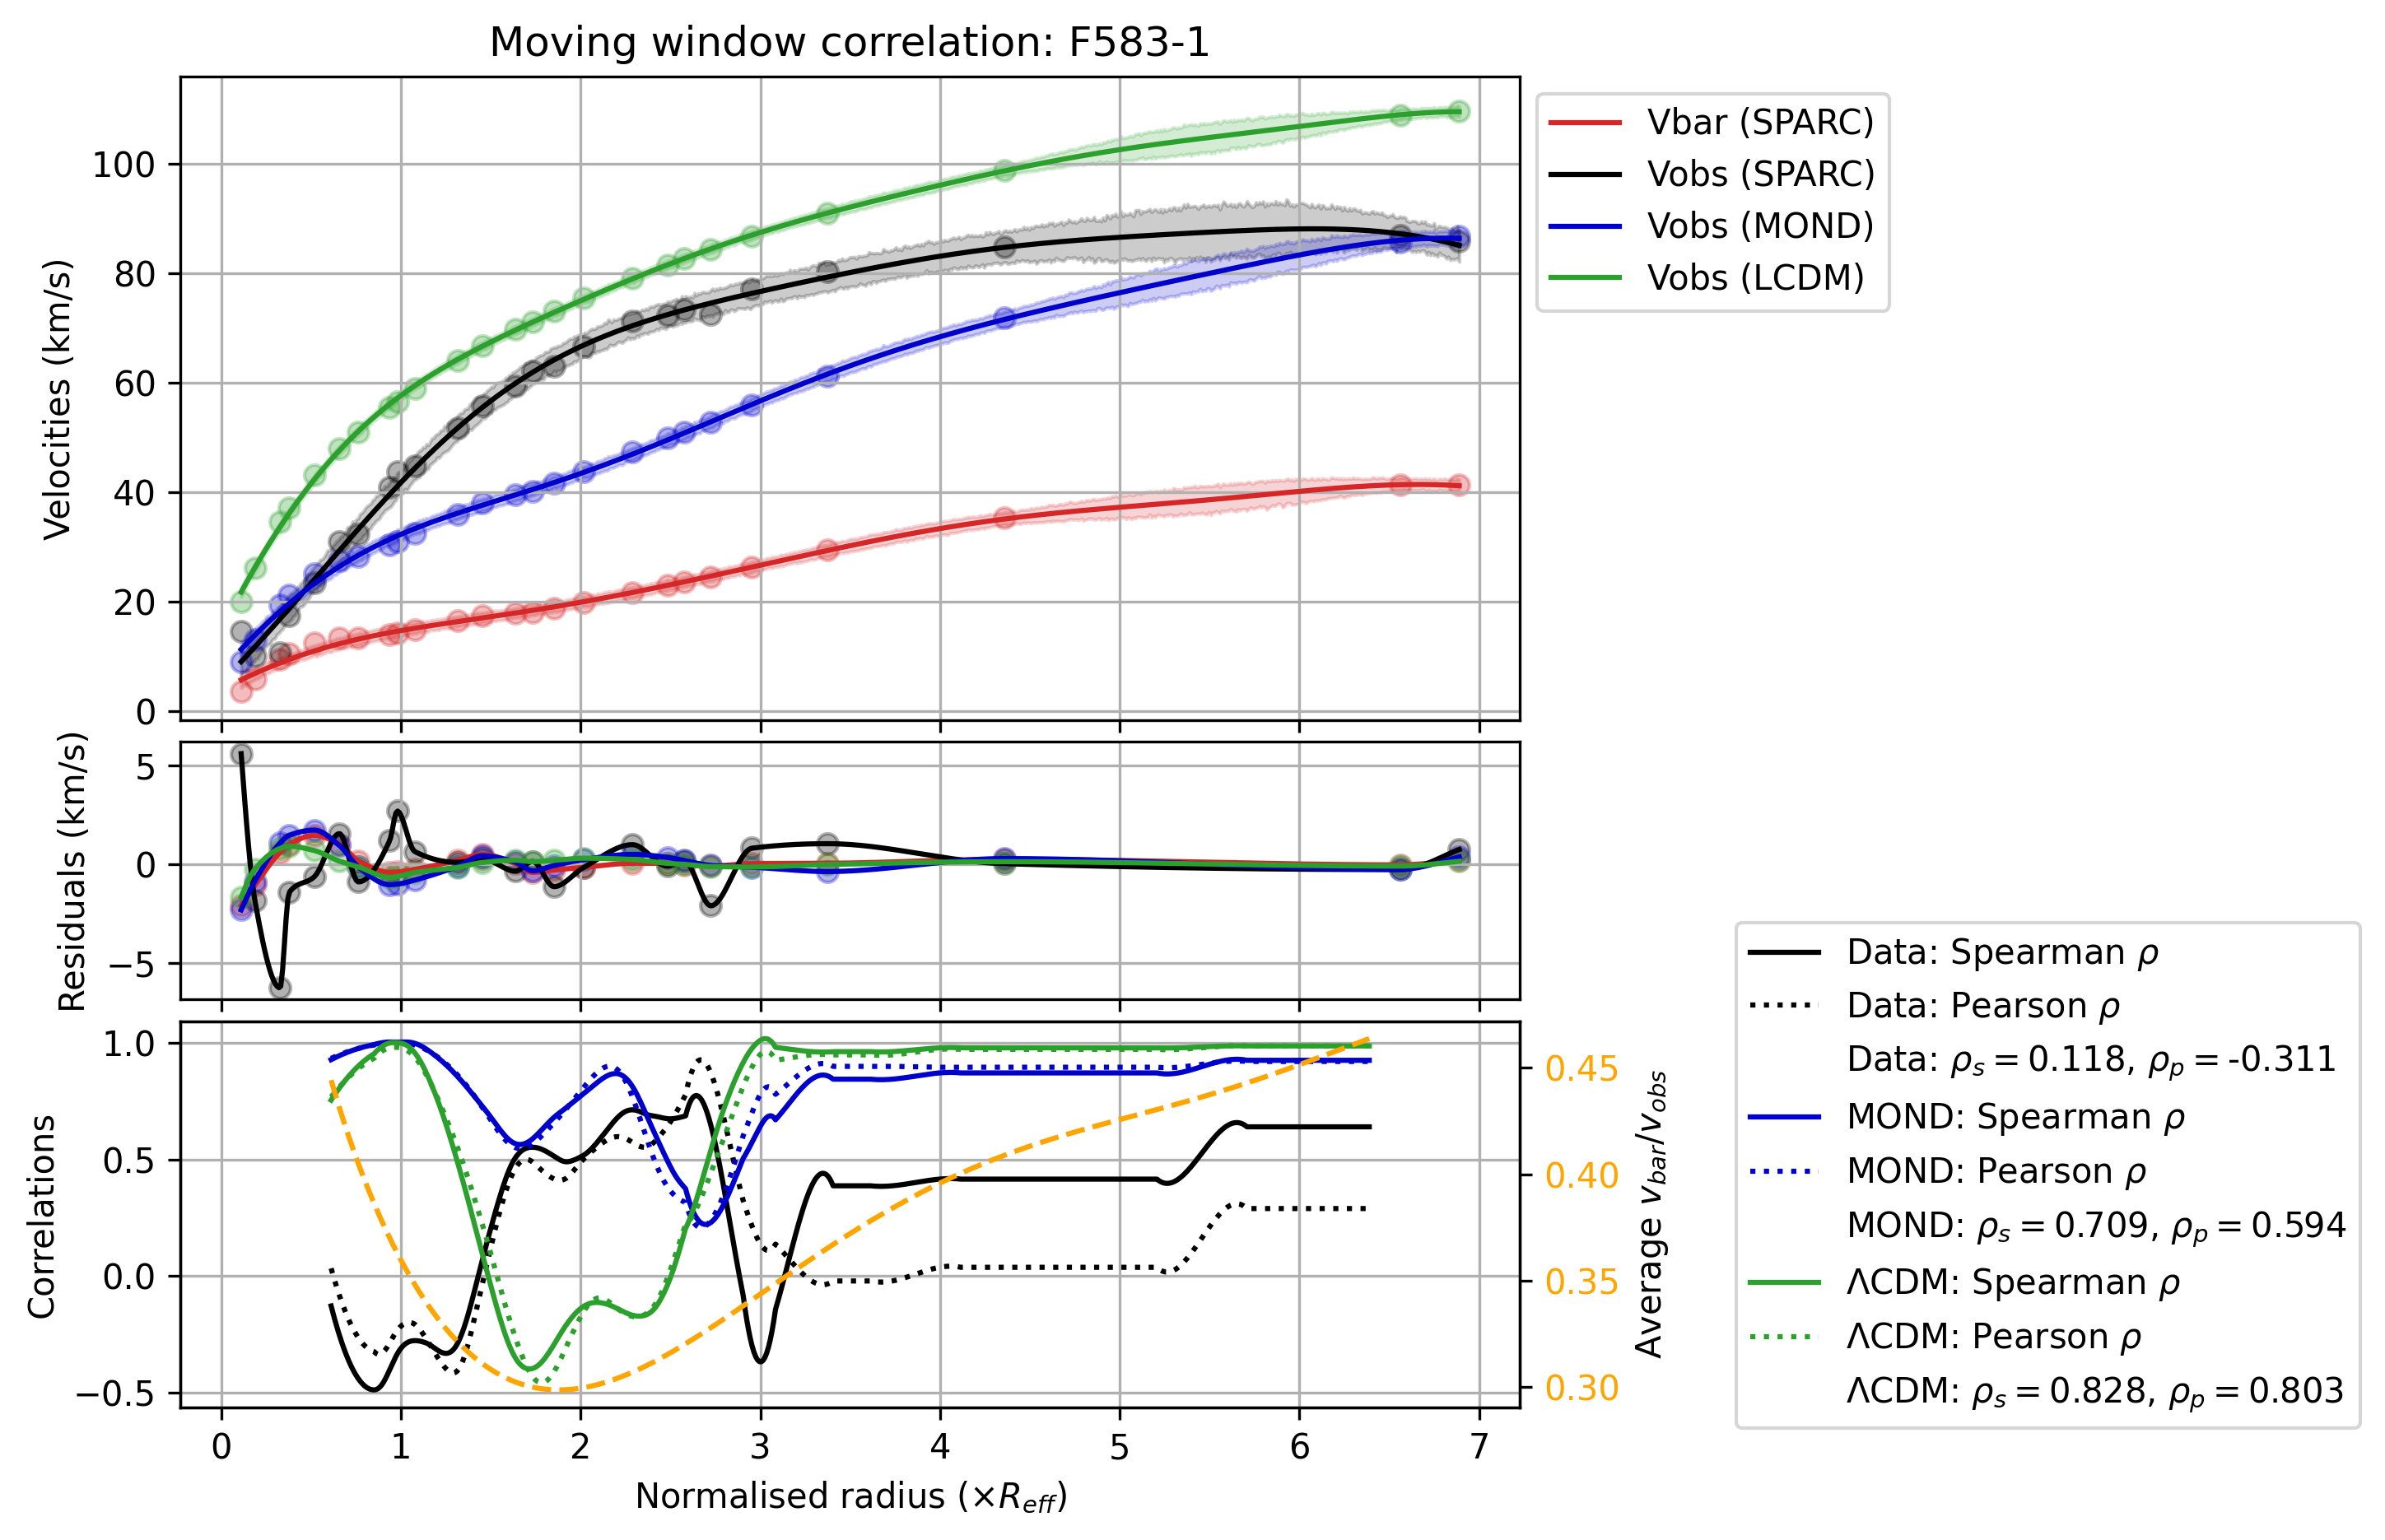 Moving window correlation: F583-1
Velocities (km/s)
100
80
60
40
20
0
Vbar (SPARC)
Vobs (SPARC)
Vobs (MOND)
Vobs (LCDM)
Residuals (km/s)
5
0
−5
Correlations
1.0
0.5
0.0
−0.5
0.45
0.40
0.35
0.30
Average v_bar/v_obs
0 1 2 3 4 5 6 7
Normalised radius (×R_eff)
Data: Spearman ρ
Data: Pearson ρ
Data: ρ_s = 0.118, ρ_p = -0.311
MOND: Spearman ρ
MOND: Pearson ρ
MOND: ρ_s = 0.709, ρ_p = 0.594
ΛCDM: Spearman ρ
ΛCDM: Pearson ρ
ΛCDM: ρ_s = 0.828, ρ_p = 0.803